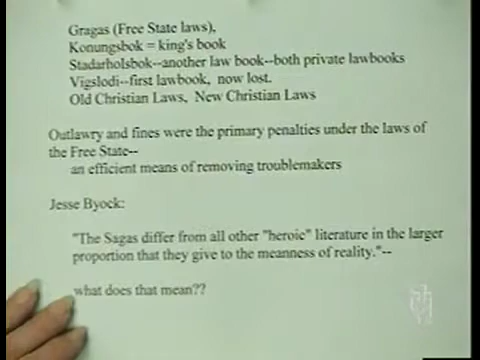 Gragas (Free State laws),
Konungsbok = king's book
Stadarholsbok--another law book--both private lawbooks
Vigslodi--first lawbook, now lost.
Old Christian Laws, New Christian Laws
Outlawry and fines were the primary penalties under the laws of
the Free State--
an efficient means of removing troublemakers
Jesse Byock:
"The Sagas differ from all other "heroic" literature in the larger
proportion that they give to the meanness of reality."--
what does that mean??